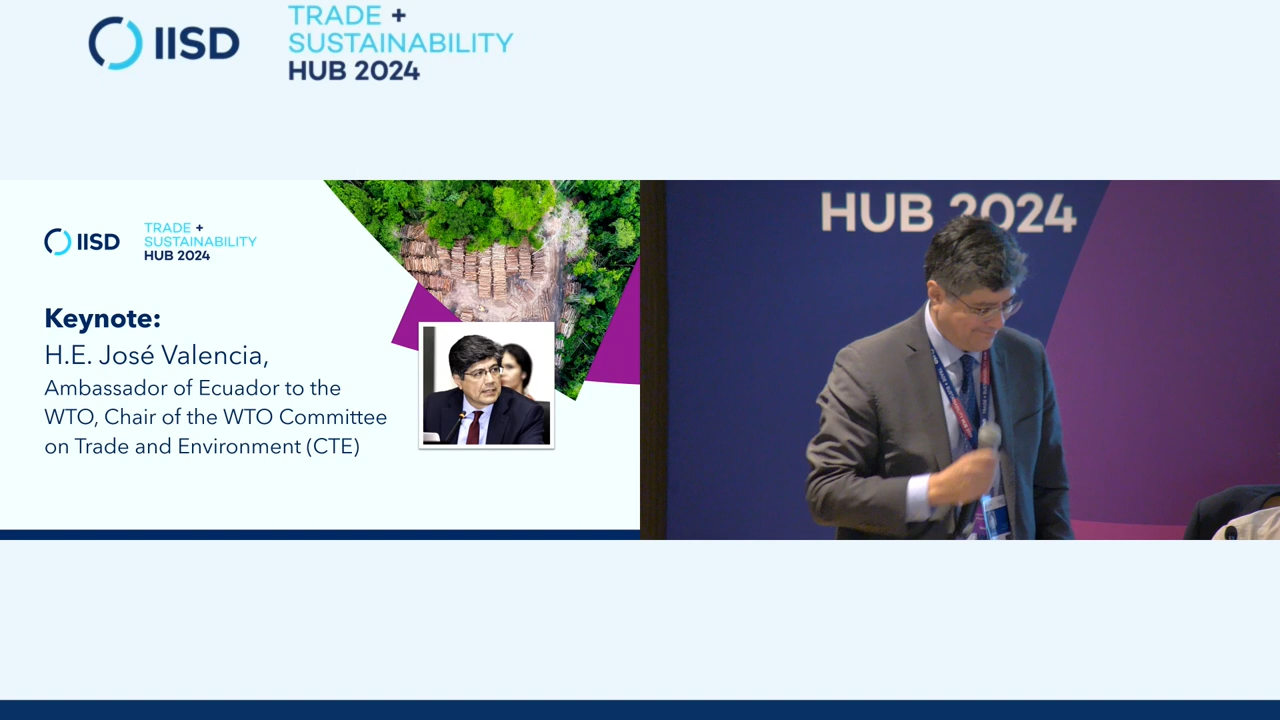 IISD
TRADE +
SUSTAINABILITY
HUB 2024
IISD
TRADE +
SUSTAINABILITY
HUB 2024
Keynote:
H.E. José Valencia,
Ambassador of Ecuador to the
WTO, Chair of the WTO Committee
on Trade and Environment (CTE)
HUB 2024